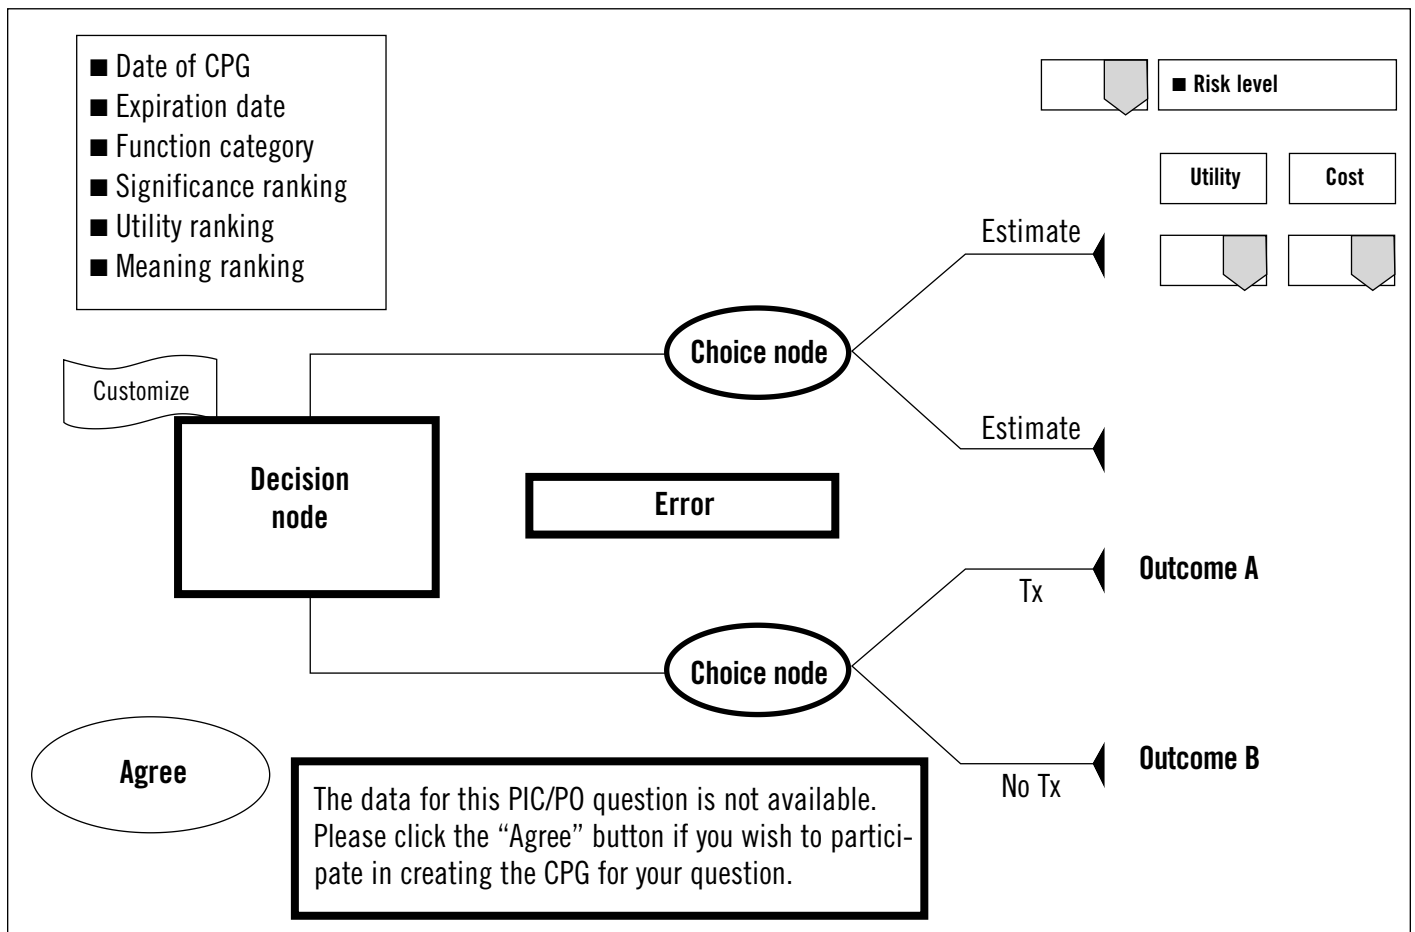 ■ Date of CPG
■ Expiration date
■ Function category
■ Significance ranking
■ Utility ranking
■ Meaning ranking
■ Risk level
Utility
Cost
Estimate
Choice node
Customize
Estimate
Decision
node
Error
Tx
Outcome A
Choice node
No Tx
Outcome B
Agree
The data for this PIC/PO question is not available.
Please click the “Agree” button if you wish to partici-
pate in creating the CPG for your question.